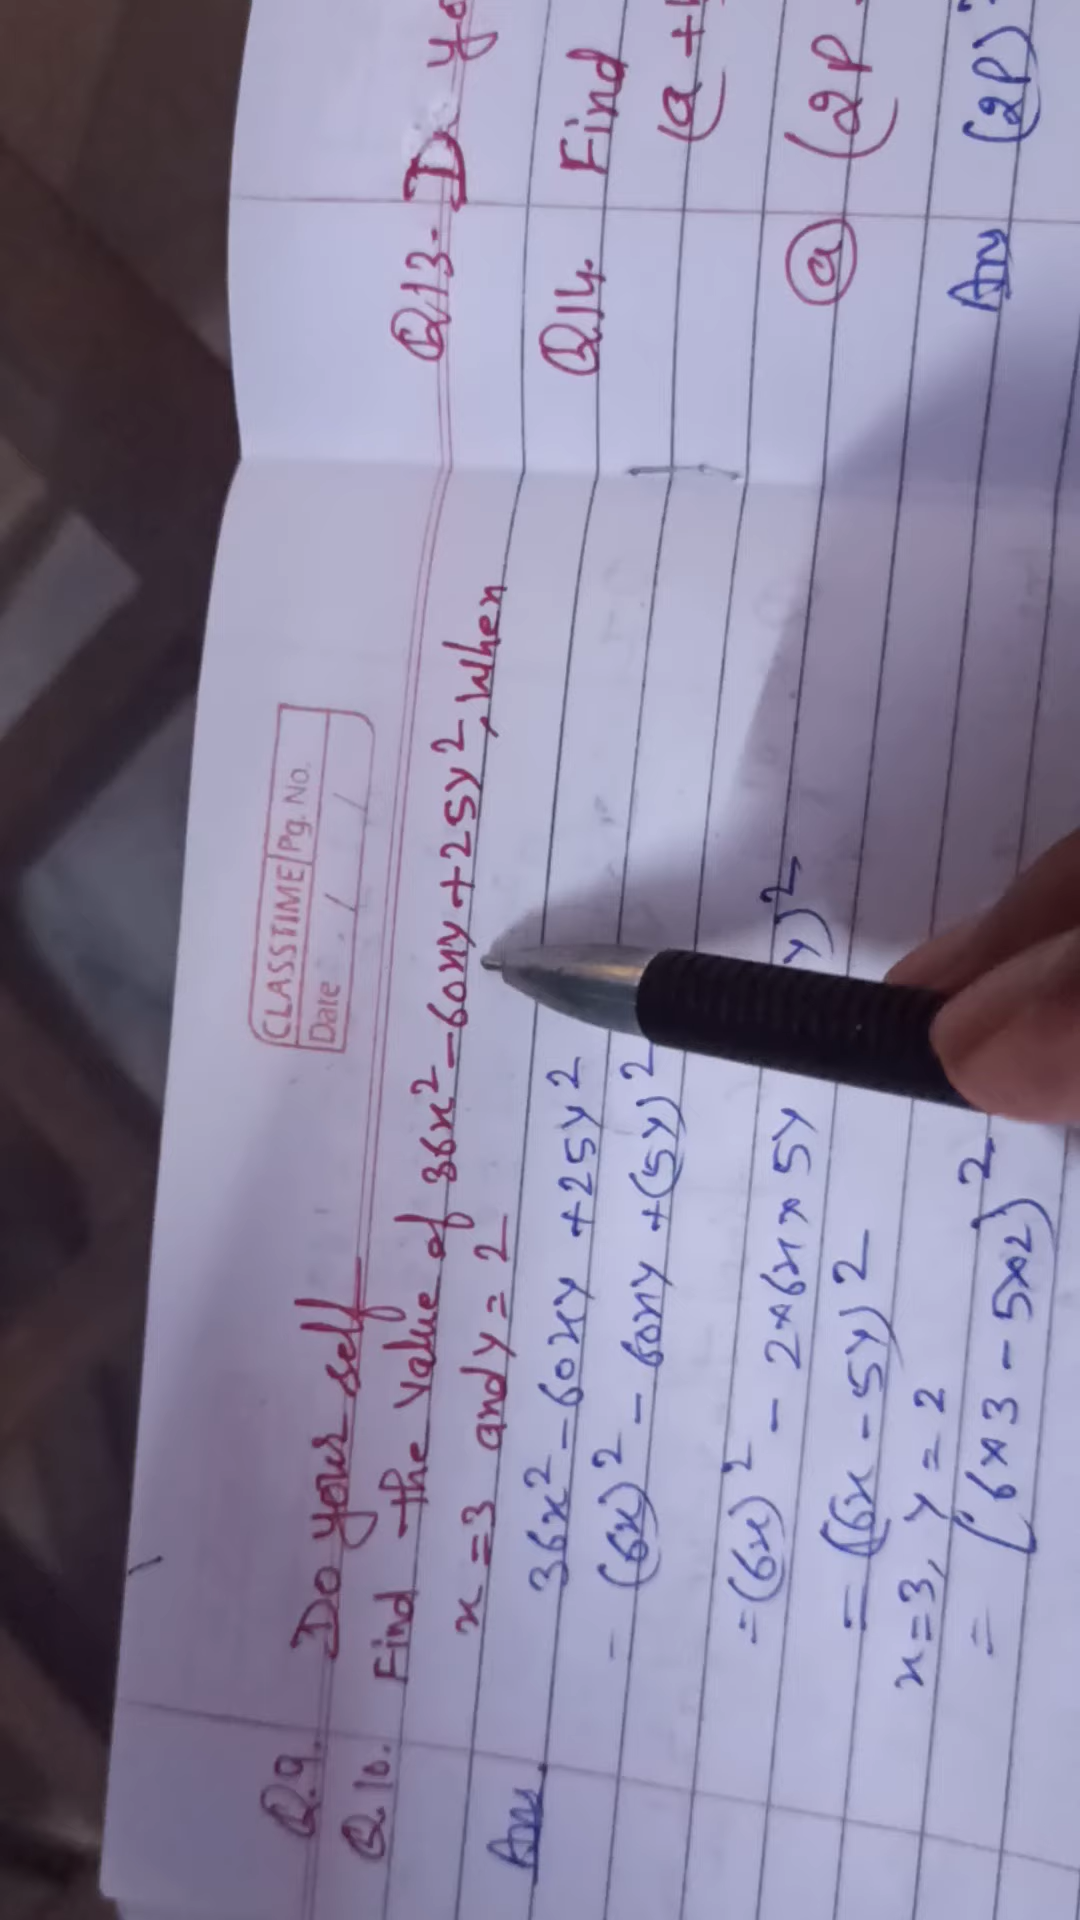 CLASSTIME Pg. No.
Date / /
Q.9. Do your self
Q.10. Find the value of 36x² - 60xy + 25y², when
x = 3 and y = 2
Ans. 36x² - 60xy + 25y²
(6x)² - 60xy + (5y)²
= (6x)² - 2 × 6x × 5y y)²
= (6x - 5y)²
x = 3, y = 2
= (6 × 3 - 5×2)²
Q.13.
Q.14. Find
(a +
(a) (2P
Ans (2P)²